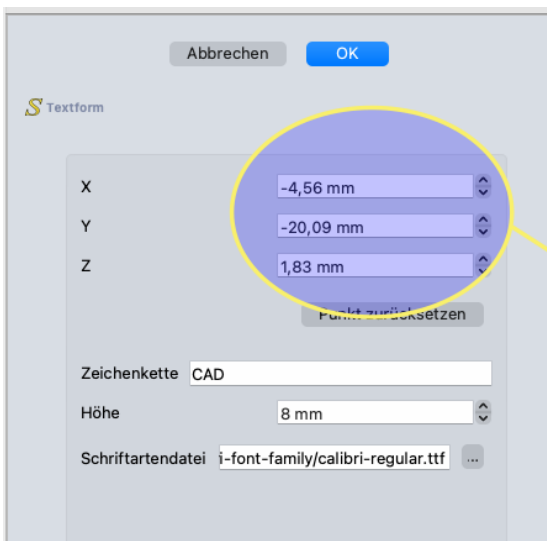 Abbrechen OK
S Textform
X -4,56 mm
Y -20,09 mm
Z 1,83 mm
Punkt zurücksetzen
Zeichenkette CAD
Höhe 8 mm
Schriftartendatei i-font-family/calibri-regular.ttf ...